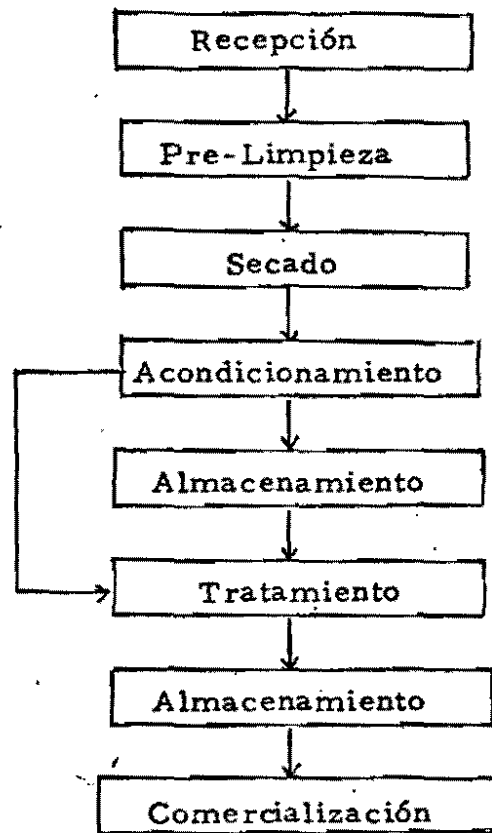 Recepción
Pre-Limpieza
Secado
Acondicionamiento
Almacenamiento
Tratamiento
Almacenamiento
Comercialización